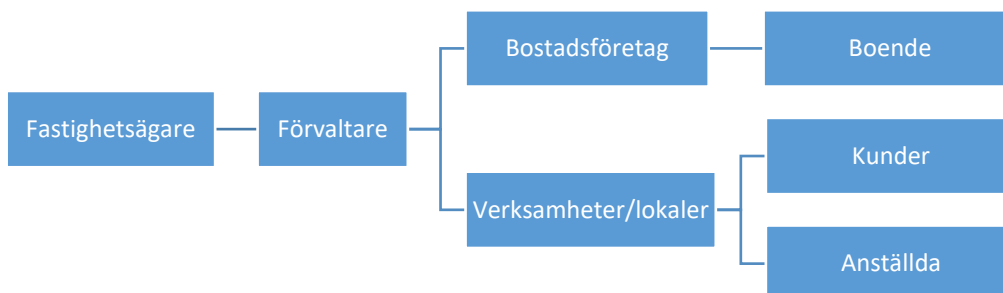 Fastighetsägare
Förvaltare
Bostadsföretag
Boende
Verksamheter/lokaler
Kunder
Anställda